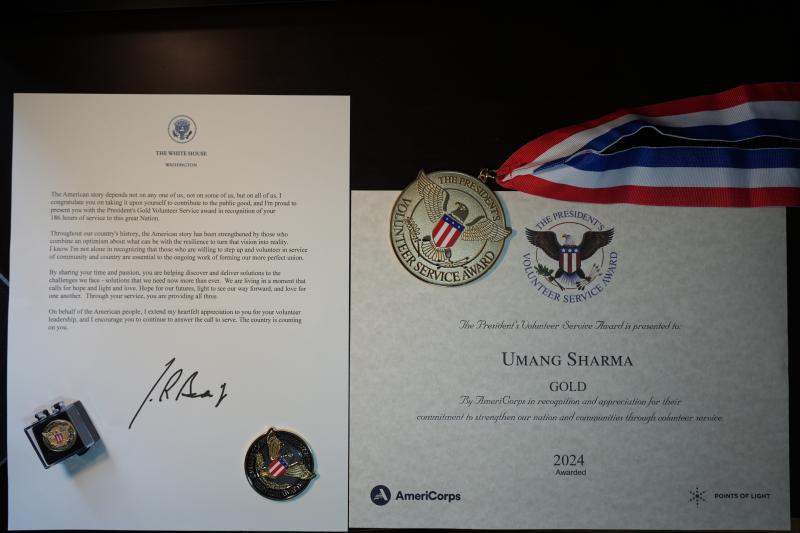 THE WHITE HOUSE
WASHINGTON
The American story depends not on any one of us, not on some of us, but on all of us. I
congratulate you on taking it upon yourself to contribute to the public good, and I'm proud to
present you with the President's Gold Volunteer Service award in recognition of your
186 hours of service to this great Nation.
Throughout our country's history, the American story has been strengthened by those who
combine an optimism about what can be with the resilience to turn that vision into reality.
I know I'm not alone in recognizing that those who are willing to step up and volunteer in service
of community and country are essential to the ongoing work of forming our more perfect union.
By sharing your time and passion, you are helping discover and deliver solutions to the
challenges we face - solutions that we need now more than ever. We are living in a moment that
calls for hope and light and love. Hope for our futures, light to see our way forward, and love for
one another. Through your service, you are providing all three.
On behalf of the American people, I extend my heartfelt appreciation to you for your volunteer
leadership, and I encourage you to continue to answer the call to serve. The country is counting
on you.
THE PRESIDENT'S
VOLUNTEER SERVICE AWARD
THE PRESIDENT'S
VOLUNTEER SERVICE AWARD
The President's Volunteer Service Award is presented to:
UMANG SHARMA
GOLD
By AmeriCorps in recognition and appreciation for their
commitment to strengthen our nation and communities through volunteer service
2024
Awarded
AmeriCorps
POINTS OF LIGHT